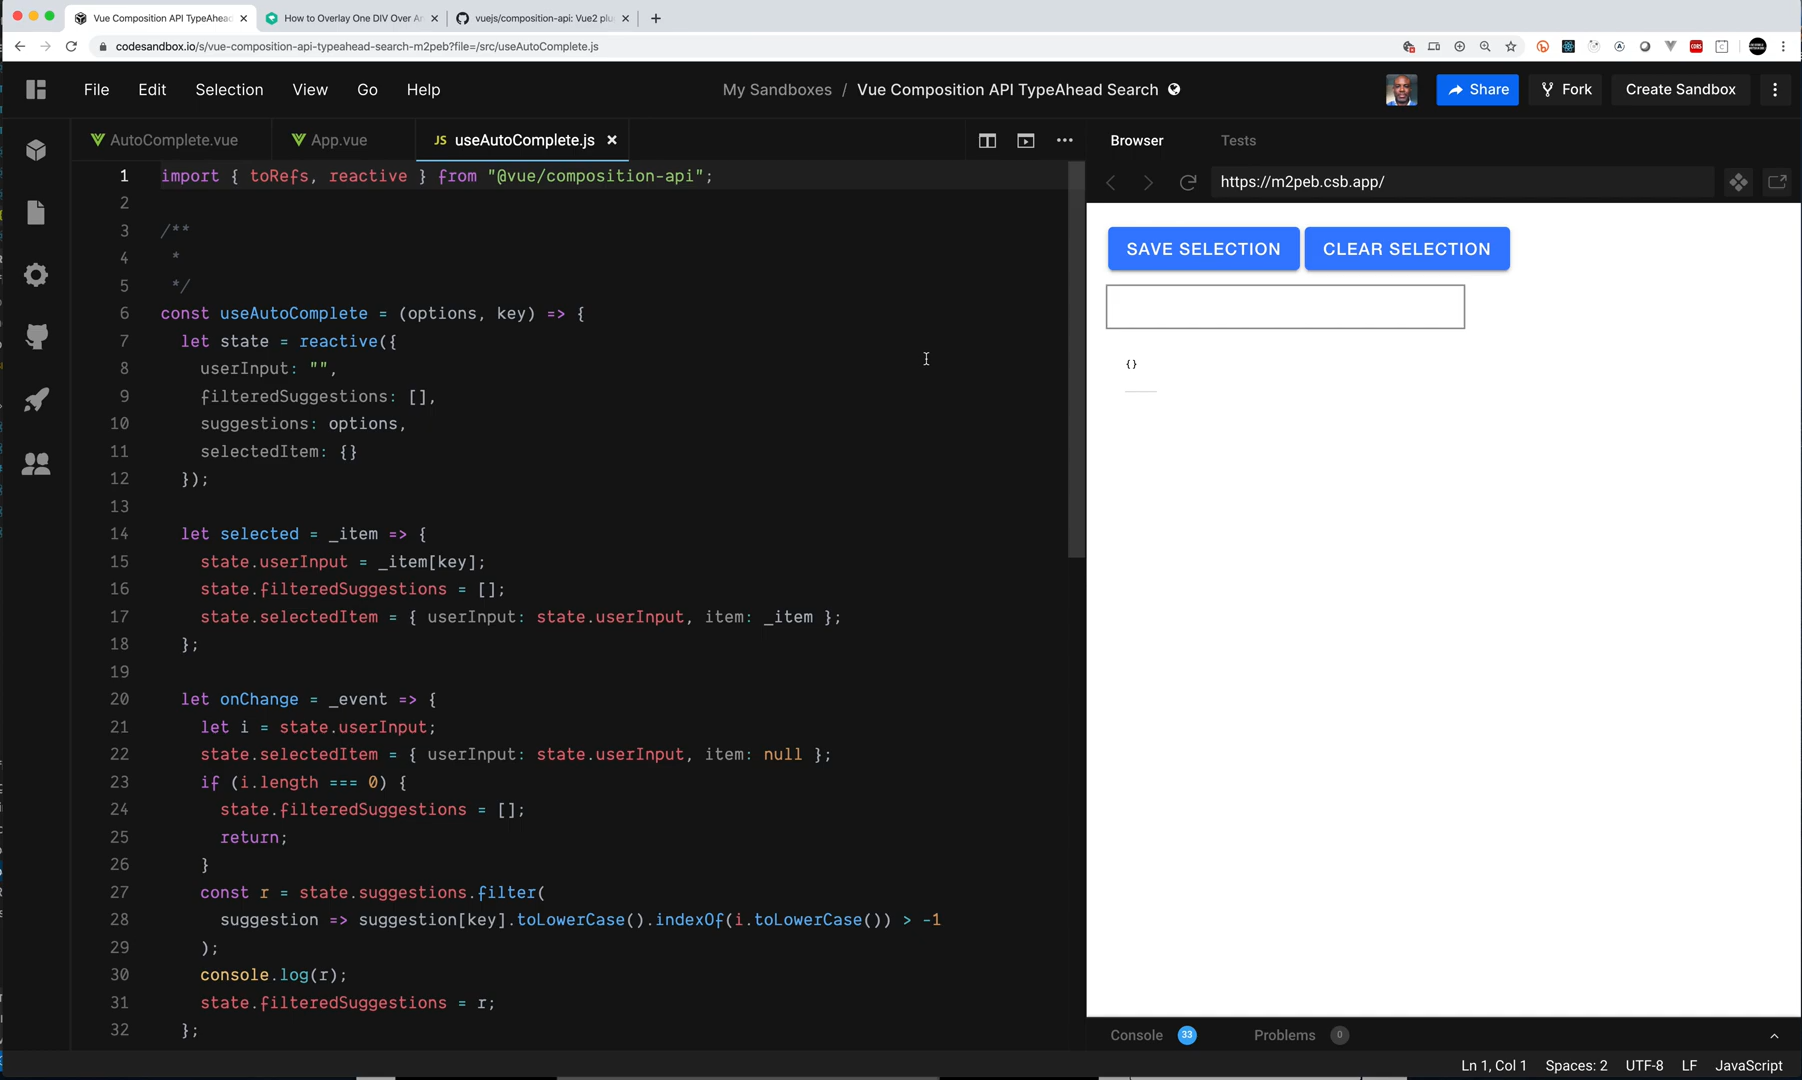 Vue Composition API TypeAhead
How to Overlay One DIV Over An
vuejs/composition-api: Vue2 plu
codesandbox.io/s/vue-composition-api-typeahead-search-m2peb?file=/src/useAutoComplete.js
File Edit Selection View Go Help
My Sandboxes / Vue Composition API TypeAhead Search
Share
Fork
Create Sandbox
AutoComplete.vue
App.vue
JS useAutoComplete.js
Browser
Tests
https://m2peb.csb.app/
1 import { toRefs, reactive } from "@vue/composition-api";
2
3 /**
4 *
5 */
6 const useAutoComplete = (options, key) => {
7 let state = reactive({
8 userInput: "",
9 filteredSuggestions: [],
10 suggestions: options,
11 selectedItem: {}
12 });
13
14 let selected = _item => {
15 state.userInput = _item[key];
16 state.filteredSuggestions = [];
17 state.selectedItem = { userInput: state.userInput, item: _item };
18 };
19
20 let onChange = _event => {
21 let i = state.userInput;
22 state.selectedItem = { userInput: state.userInput, item: null };
23 if (i.length === 0) {
24 state.filteredSuggestions = [];
25 return;
26 }
27 const r = state.suggestions.filter(
28 suggestion => suggestion[key].toLowerCase().indexOf(i.toLowerCase()) > -1
29 );
30 console.log(r);
31 state.filteredSuggestions = r;
32 };
SAVE SELECTION
CLEAR SELECTION
{}
Console 33
Problems 0
Ln 1, Col 1 Spaces: 2 UTF-8 LF JavaScript